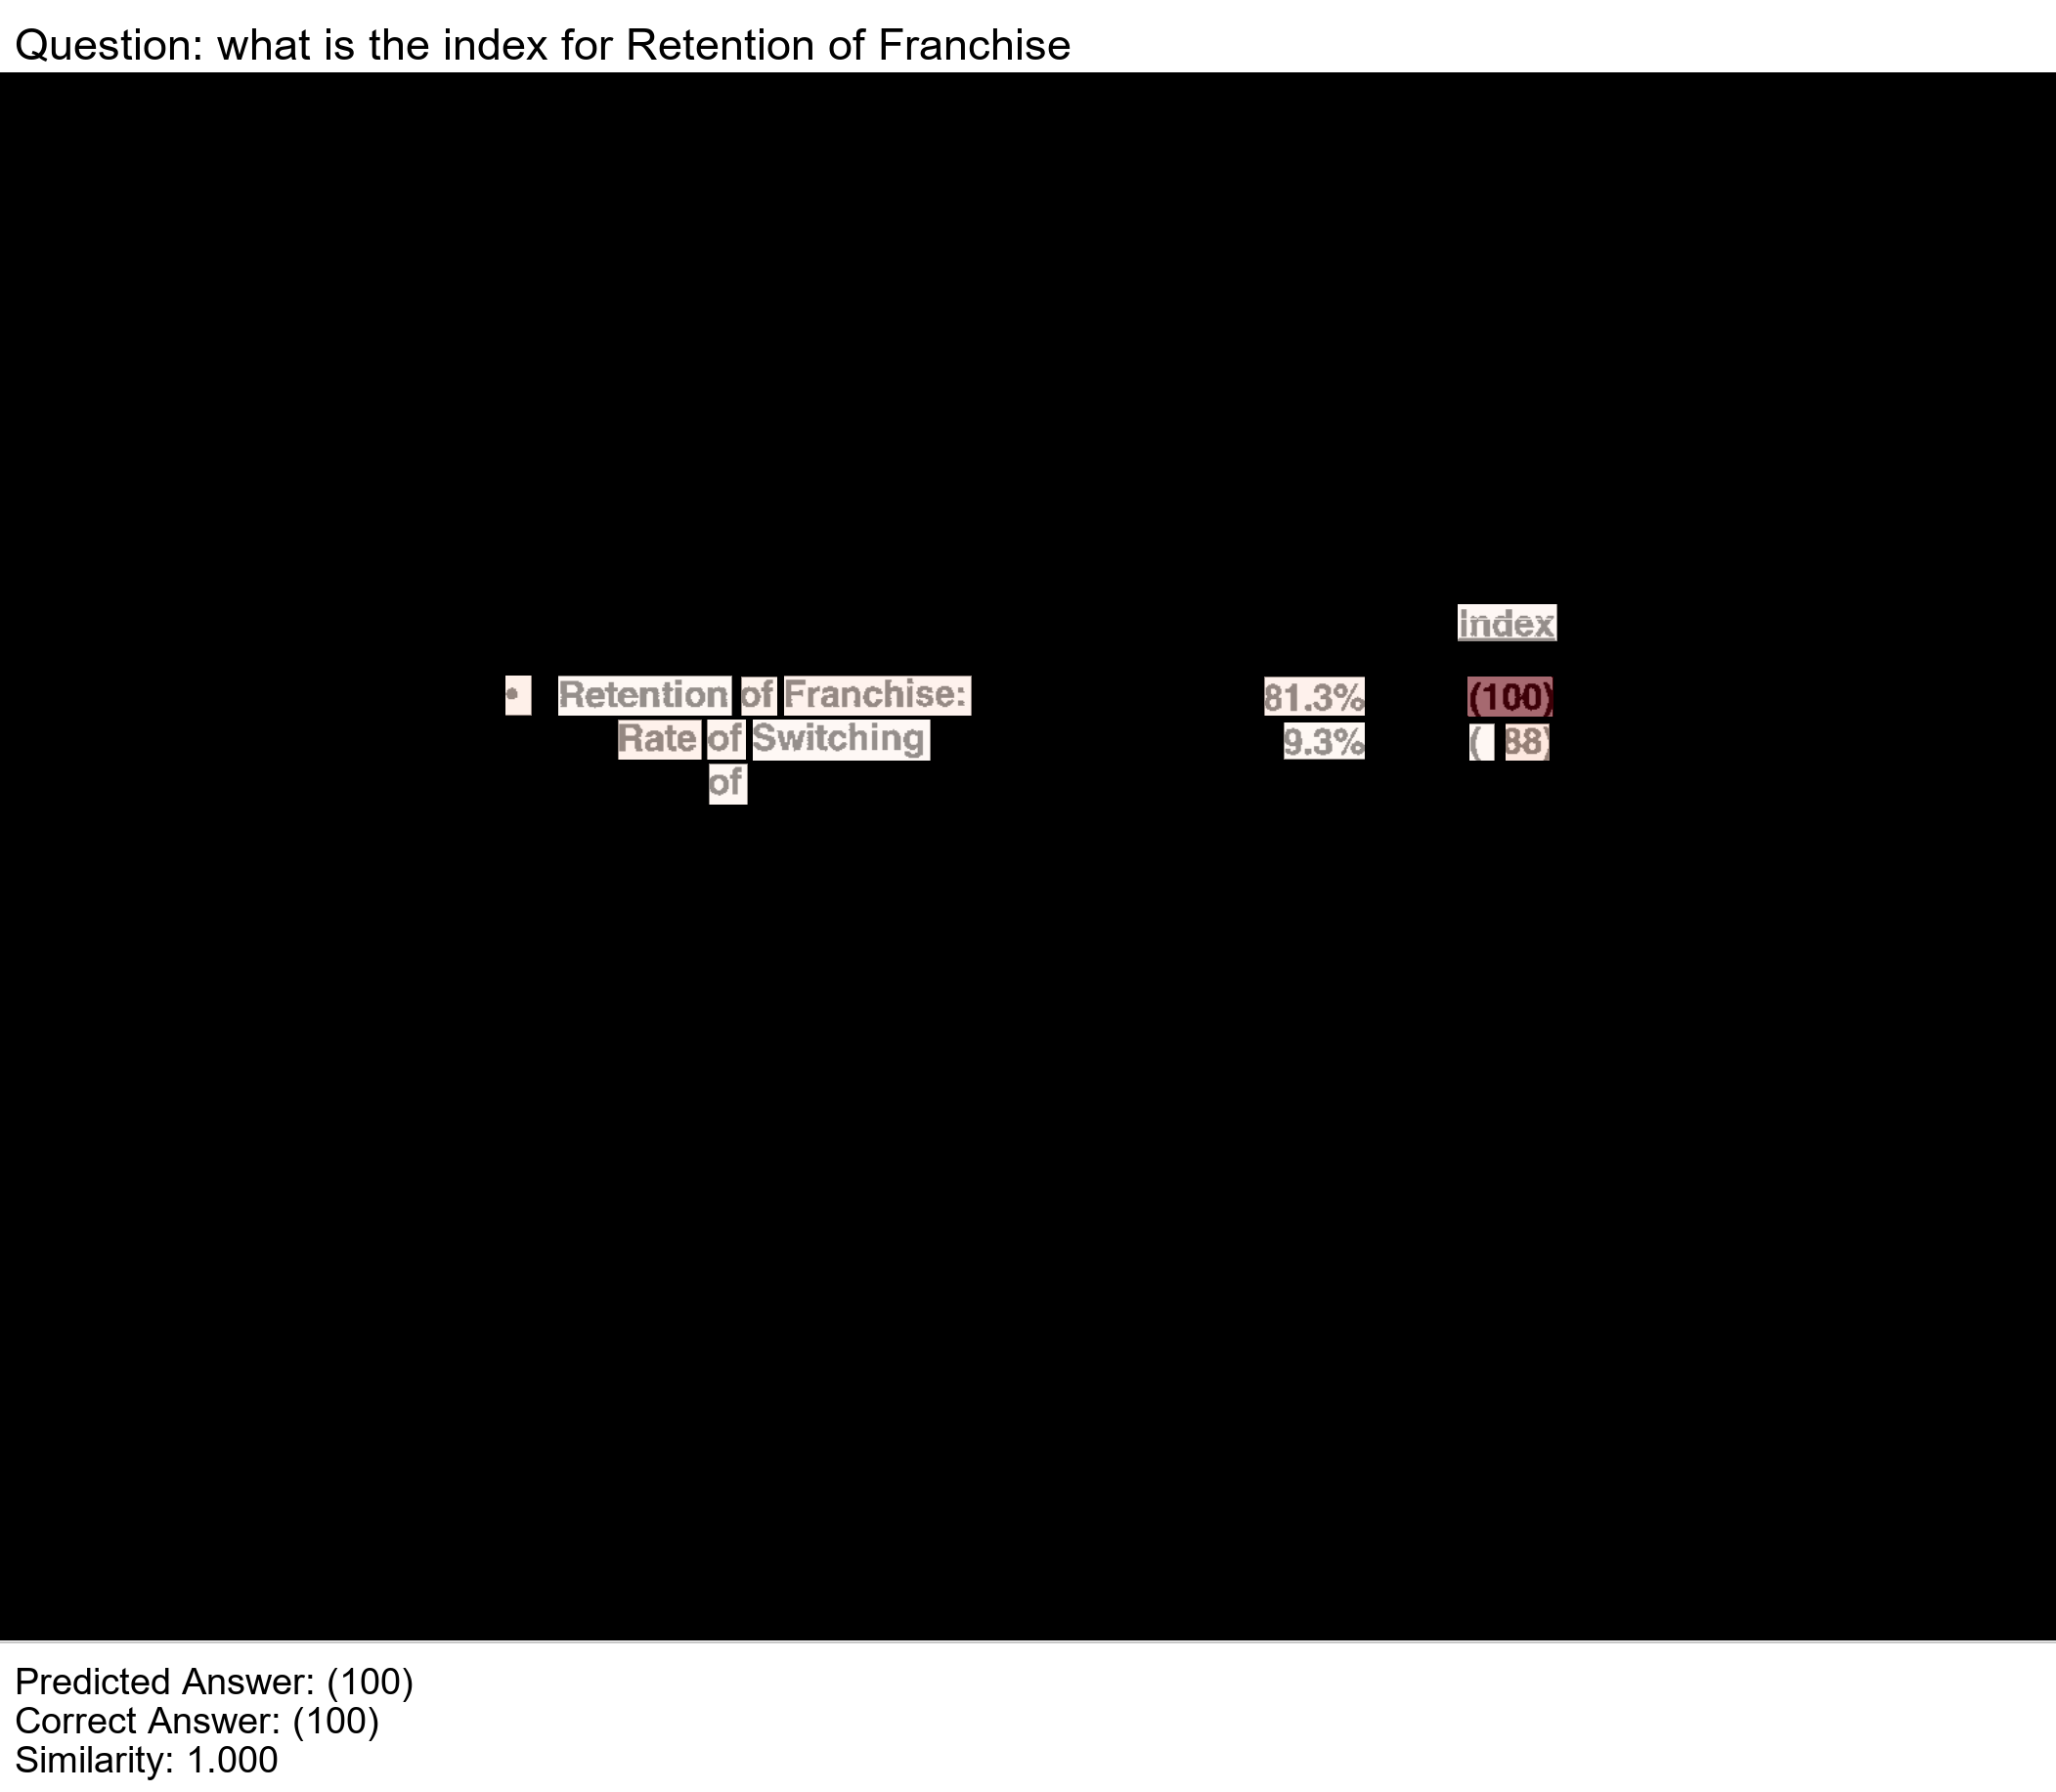 Question: what is the index for Retention of Franchise
index
• Retention of Franchise: 81.3% (100)
Rate of Switching 9.3% ( 88)
of
Predicted Answer: (100)
Correct Answer: (100)
Similarity: 1.000